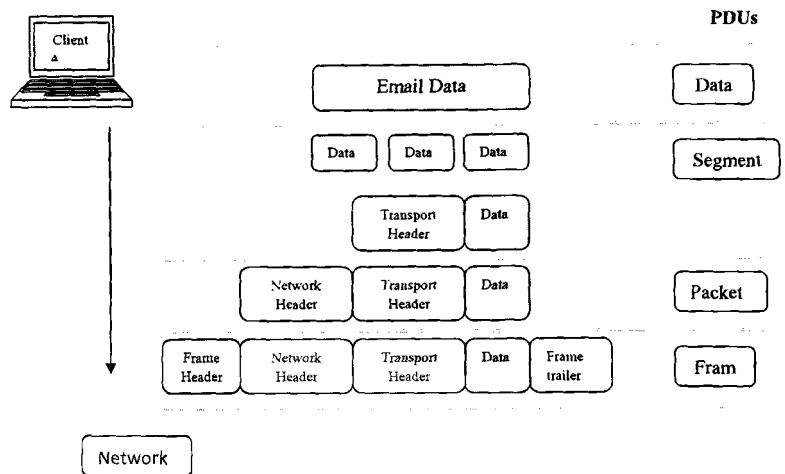 PDUs
Client
Δ
Email Data
Data
Data
Data
Data
Segment
Transport
Header
Data
Network
Header
Transport
Header
Data
Packet
Frame
Header
Network
Header
Transport
Header
Data
Frame
trailer
Fram
Network